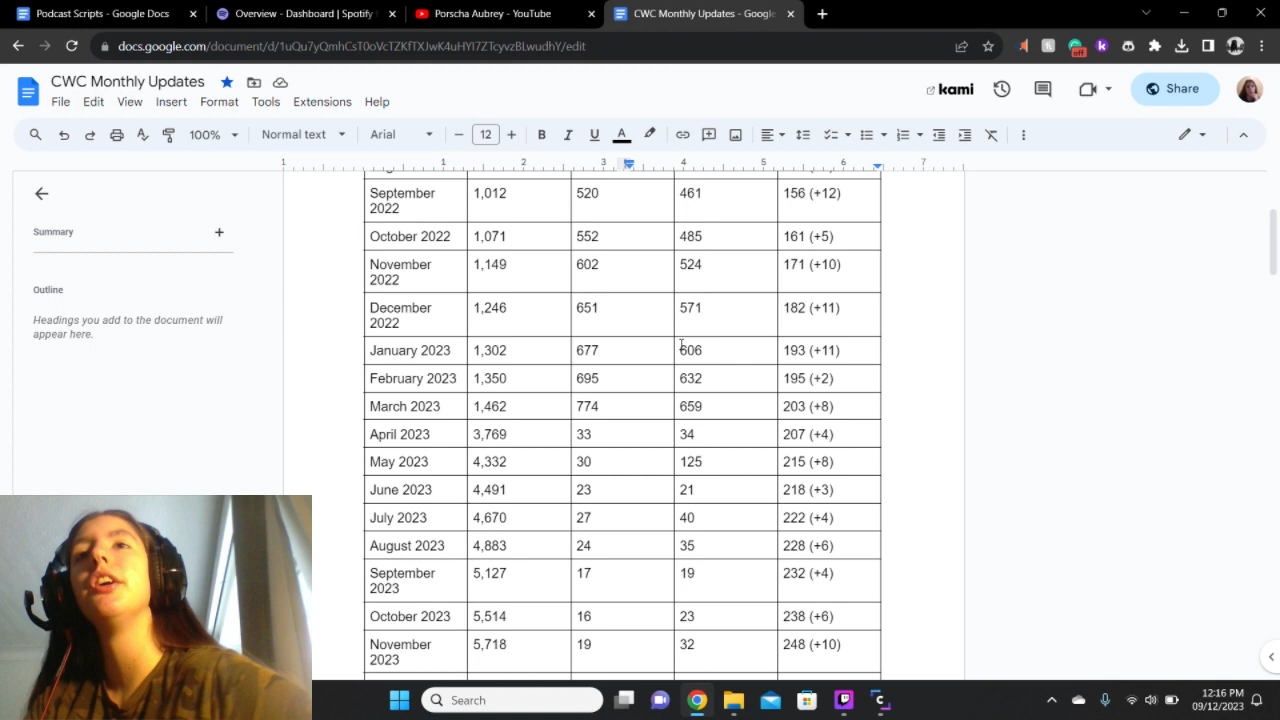 Podcast Scripts - Google Docs
Overview - Dashboard | Spotify
Porscha Aubrey - YouTube
CWC Monthly Updates - Google
docs.google.com/document/d/1uQu7yQmhCsT0oVcTZKfTXJwK4uHYI7ZTcyvzBLwudhY/edit
off
CWC Monthly Updates
File Edit View Insert Format Tools Extensions Help
kami
Share
100% Normal text Arial 12
1 1 2 3 4 5 6 7
Summary
Outline
Headings you add to the document will
appear here.
September
2022 1,012 520 461 156 (+12)
October 2022 1,071 552 485 161 (+5)
November
2022 1,149 602 524 171 (+10)
December
2022 1,246 651 571 182 (+11)
January 2023 1,302 677 606 193 (+11)
February 2023 1,350 695 632 195 (+2)
March 2023 1,462 774 659 203 (+8)
April 2023 3,769 33 34 207 (+4)
May 2023 4,332 30 125 215 (+8)
June 2023 4,491 23 21 218 (+3)
July 2023 4,670 27 40 222 (+4)
August 2023 4,883 24 35 228 (+6)
September
2023 5,127 17 19 232 (+4)
October 2023 5,514 16 23 238 (+6)
November
2023 5,718 19 32 248 (+10)
Search
12:16 PM
09/12/2023